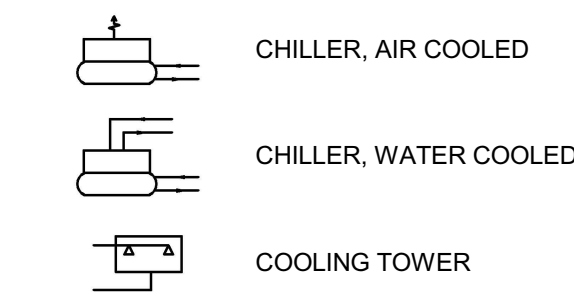 CHILLER, AIR COOLED
CHILLER, WATER COOLED
COOLING TOWER